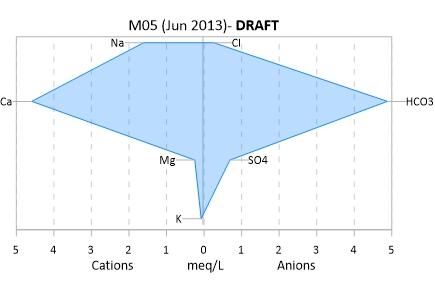 M05 (Jun 2013)- DRAFT
Na Cl
Ca HCO3
Mg SO4
K
5 4 3 2 1 0 1 2 3 4 5
Cations meq/L Anions